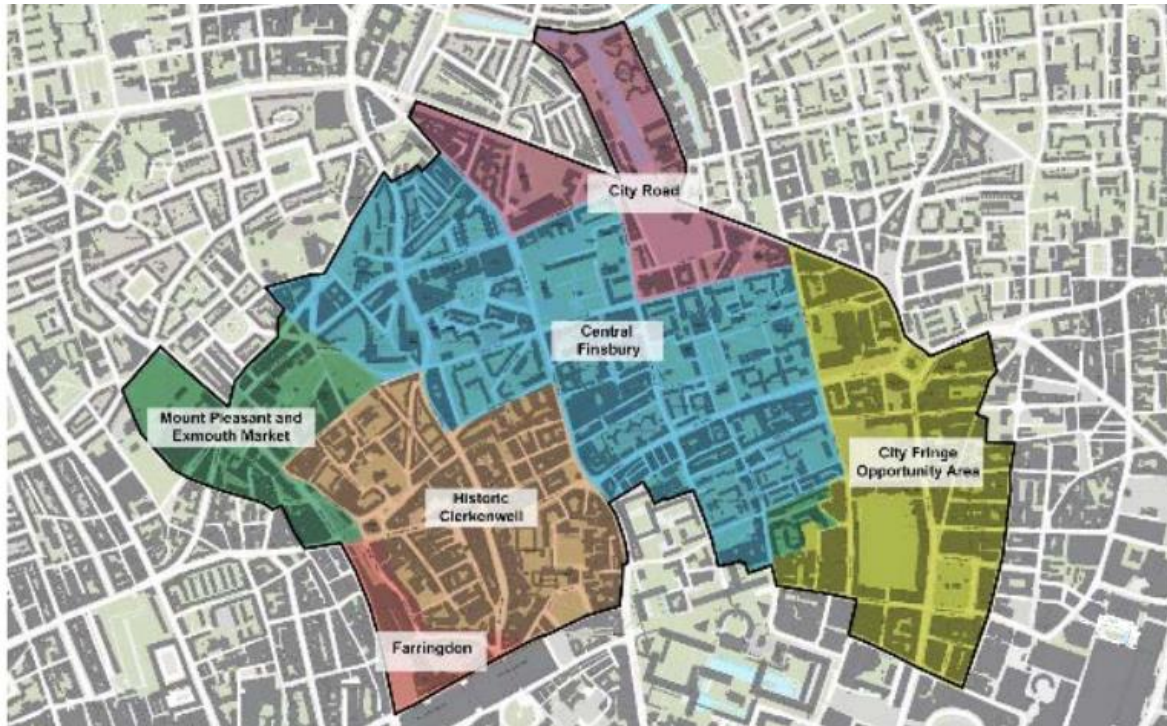 City Road
Central
Finsbury
Mount Pleasant and
Exmouth Market
City Fringe
Opportunity Area
Historic
Clerkenwell
Farringdon